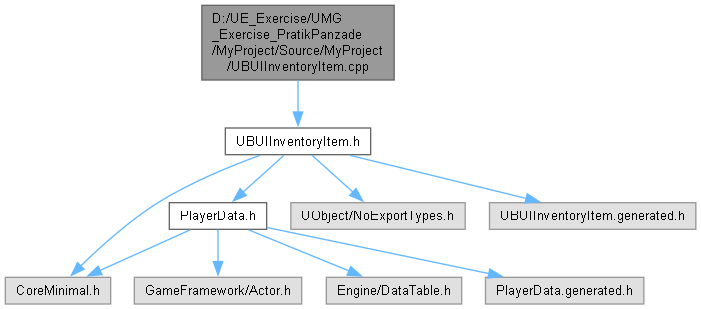 D:/UE_Exercise/UMG
_Exercise_PratikPanzade
/MyProject/Source/MyProject
/UBUIInventoryItem.cpp
UBUIInventoryItem.h
PlayerData.h
UObject/NoExportTypes.h
UBUIInventoryItem.generated.h
CoreMinimal.h
GameFramework/Actor.h
Engine/DataTable.h
PlayerData.generated.h